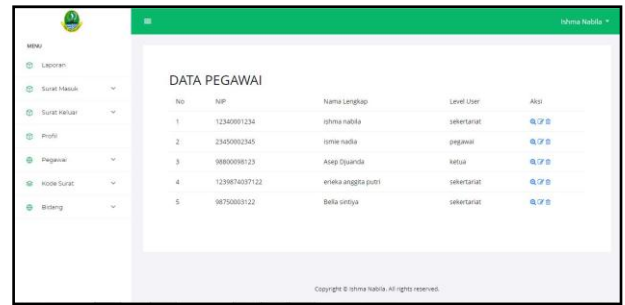 Ishma Nabila
MENU
Laporan
Surat Masuk
Surat Keluar
Profil
Pegawai
Kode Surat
Bidang
DATA PEGAWAI
No NIP Nama Lengkap Level User Aksi
1 12340001234 ishma nabila sekertariat
2 23450002345 ismie nadia pegawai
3 98800098123 Asep Djuanda ketua
4 1239874037122 erieka anggita putri sekertariat
5 98750003122 Bella sintiya sekertariat
Copyright © Ishma Nabila. All rights reserved.